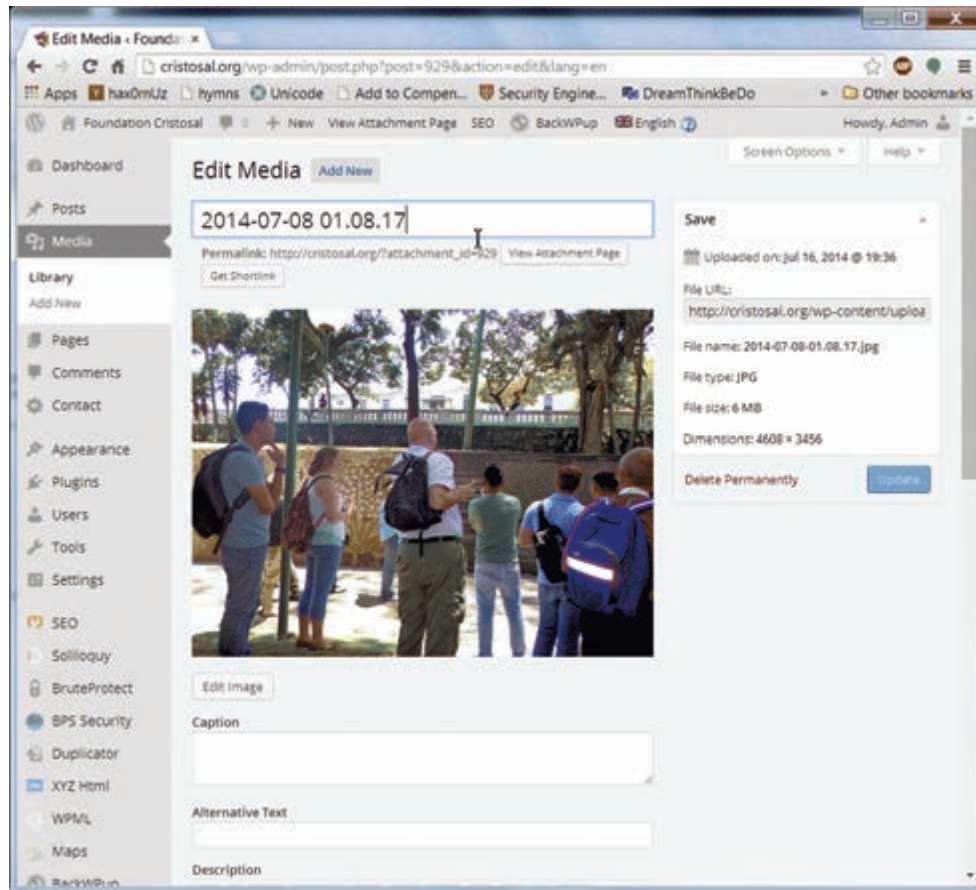 Edit Media ‹ Founda
cristosal.org/wp-admin/post.php?post=929&action=edit&lang=en
Apps hax0rnUz hymns Unicode Add to Compen... Security Engine... DreamThinkBeDo » Other bookmarks
Foundation Cristosal + New View Attachment Page SEO BackWPup English Howdy, Admin
Screen Options Help
Dashboard
Posts
Media
Library
Add New
Pages
Comments
Contact
Appearance
Plugins
Users
Tools
Settings
SEO
Soliloquy
BruteProtect
BPS Security
Duplicator
XYZ Html
WPML
Maps
BackWPup
Edit Media Add New
2014-07-08 01.08.17
Permalink: http://cristosal.org/?attachment_id=929 View Attachment Page
Get Shortlink
Edit Image
Caption
Alternative Text
Description
Save
Uploaded on: Jul 16, 2014 @ 19:36
File URL:
http://cristosal.org/wp-content/uploa
File name: 2014-07-08-01.08.17.jpg
File type: JPG
File size: 6 MB
Dimensions: 4608 × 3456
Delete Permanently Update